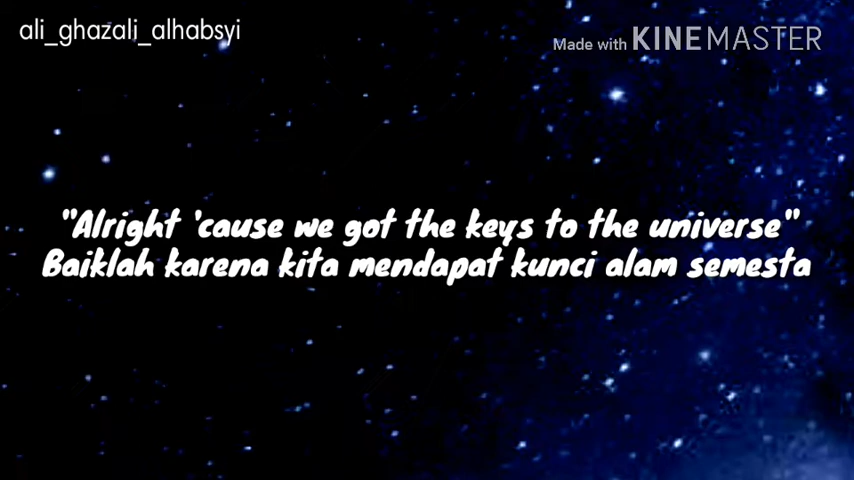 ali_ghazali_alhabsyi
Made with KINEMASTER
"Alright 'cause we got the keys to the universe"
Baiklah karena kita mendapat kunci alam semesta